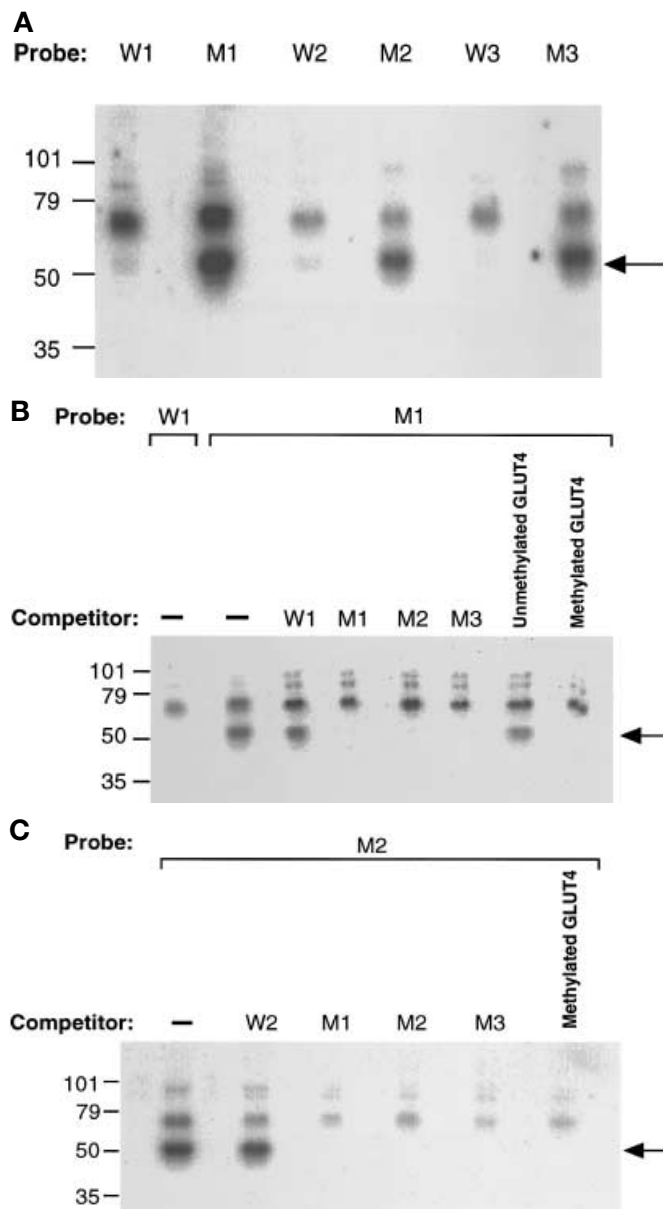 A
Probe: W1 M1 W2 M2 W3 M3
101
79
50
35
B Probe: W1 M1
Unmethylated GLUT4
Methylated GLUT4
Competitor: – – W1 M1 M2 M3
101
79
50
35
C
Probe: M2
Methylated GLUT4
Competitor: – W2 M1 M2 M3
101
79
50
35